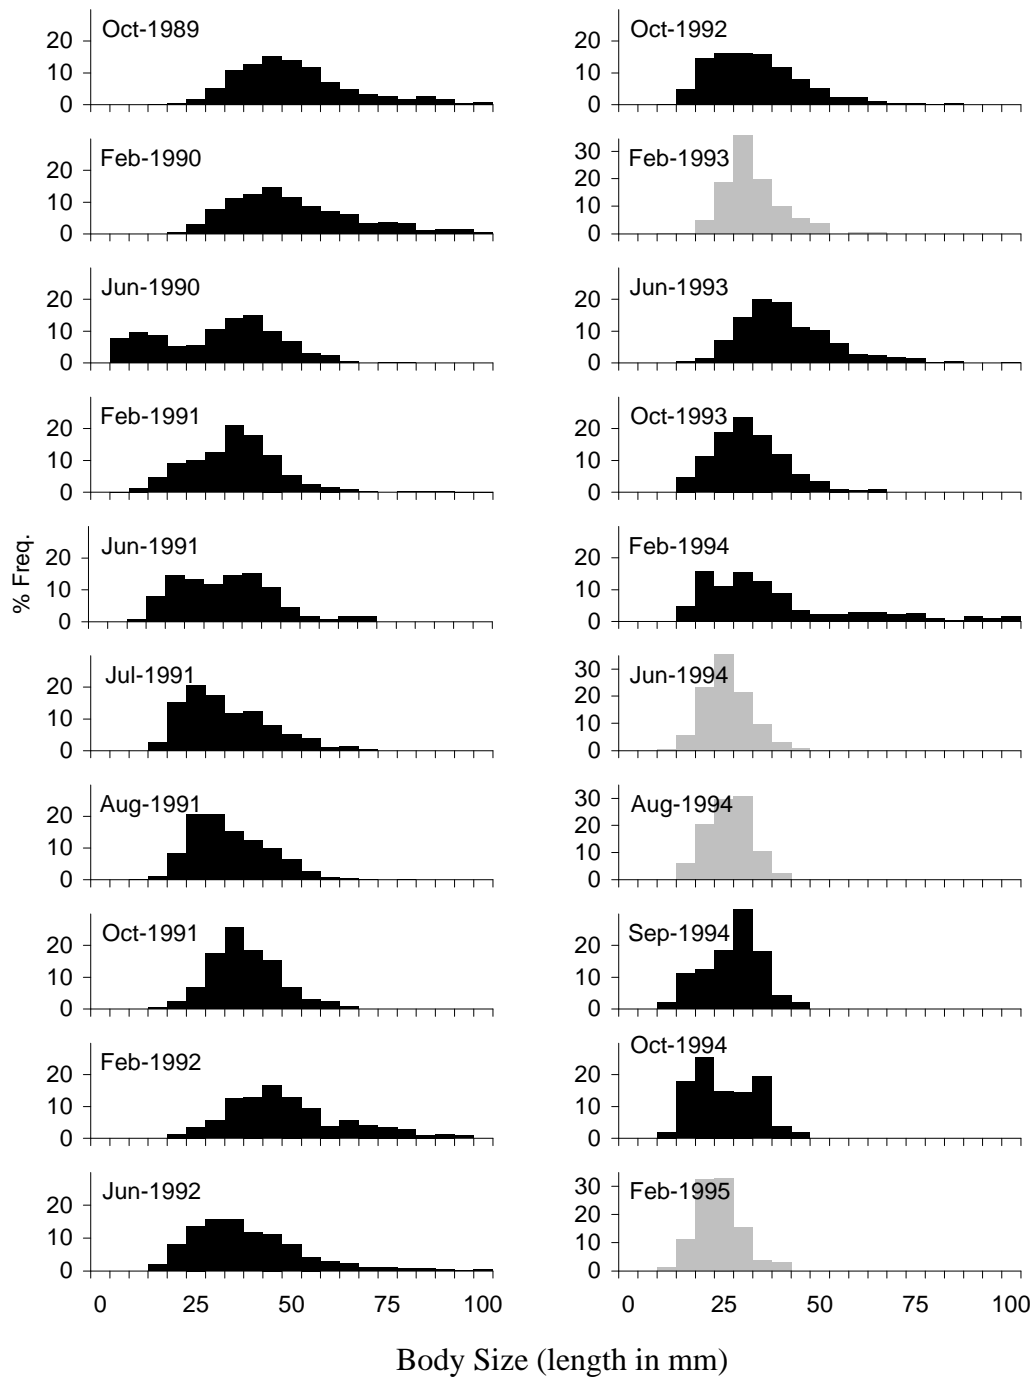 Oct-1989
20
10
0
Feb-1990
20
10
0
Jun-1990
20
10
0
Feb-1991
20
10
0
Jun-1991
20
10
0
Jul-1991
20
10
0
Aug-1991
20
10
0
Oct-1991
20
10
0
Feb-1992
20
10
0
Jun-1992
20
10
0
0 25 50 75 100
% Freq.
Oct-1992
20
10
0
Feb-1993
30
20
10
0
Jun-1993
20
10
0
Oct-1993
20
10
0
Feb-1994
20
10
0
Jun-1994
30
20
10
0
Aug-1994
30
20
10
0
Sep-1994
20
10
0
Oct-1994
20
10
0
Feb-1995
30
20
10
0
0 25 50 75 100
Body Size (length in mm)